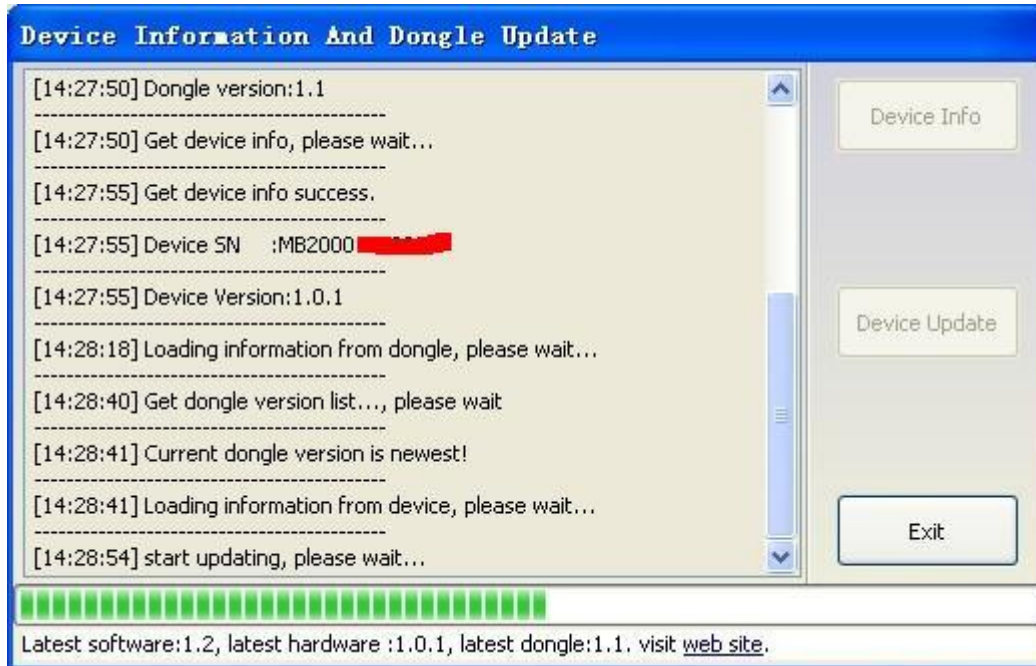 Device Information And Dongle Update
[14:27:50] Dongle version:1.1
----------------------------------------------
[14:27:50] Get device info, please wait...
----------------------------------------------
[14:27:55] Get device info success.
----------------------------------------------
[14:27:55] Device SN :MB2000
----------------------------------------------
[14:27:55] Device Version:1.0.1
----------------------------------------------
[14:28:18] Loading information from dongle, please wait...
----------------------------------------------
[14:28:40] Get dongle version list..., please wait
----------------------------------------------
[14:28:41] Current dongle version is newest!
----------------------------------------------
[14:28:41] Loading information from device, please wait...
----------------------------------------------
[14:28:54] start updating, please wait...
Device Info
Device Update
Exit
Latest software:1.2, latest hardware :1.0.1, latest dongle:1.1. visit web site.